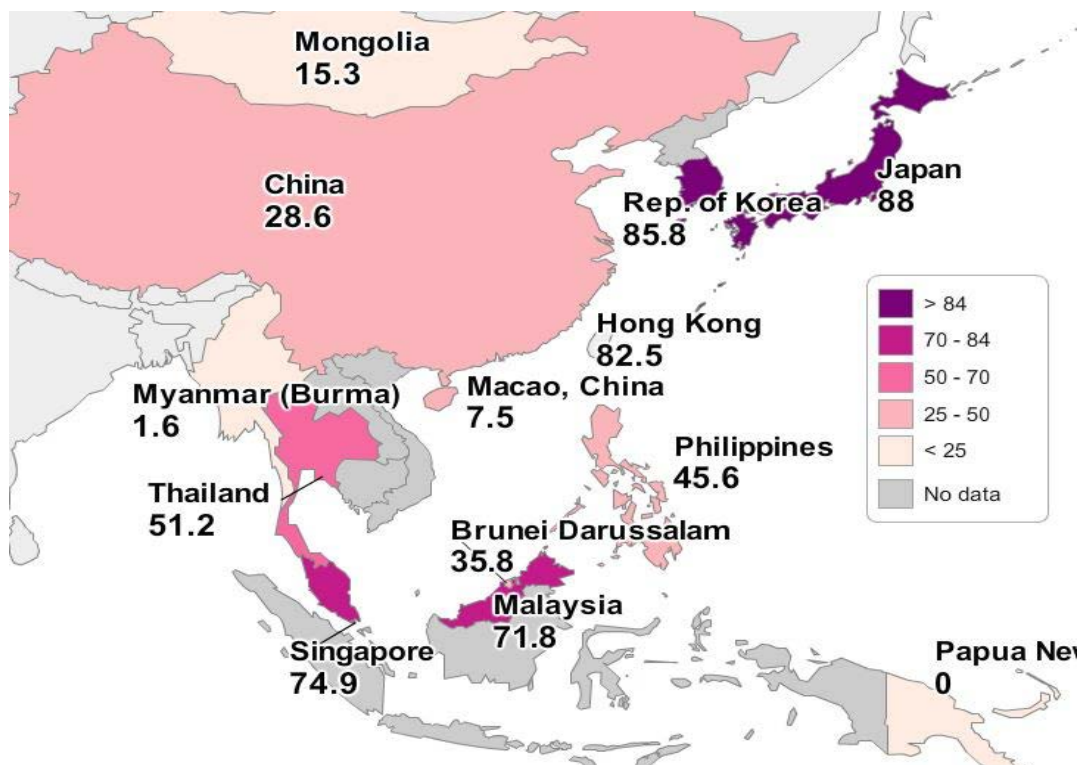 Mongolia
15.3
China
28.6
Japan
88
Rep. of Korea
85.8
> 84
70 - 84
50 - 70
25 - 50
< 25
No data
Hong Kong
82.5
Macao, China
7.5
Myanmar (Burma)
1.6
Philippines
45.6
Thailand
51.2
Brunei Darussalam
35.8
Malaysia
71.8
Singapore
74.9
Papua New
0